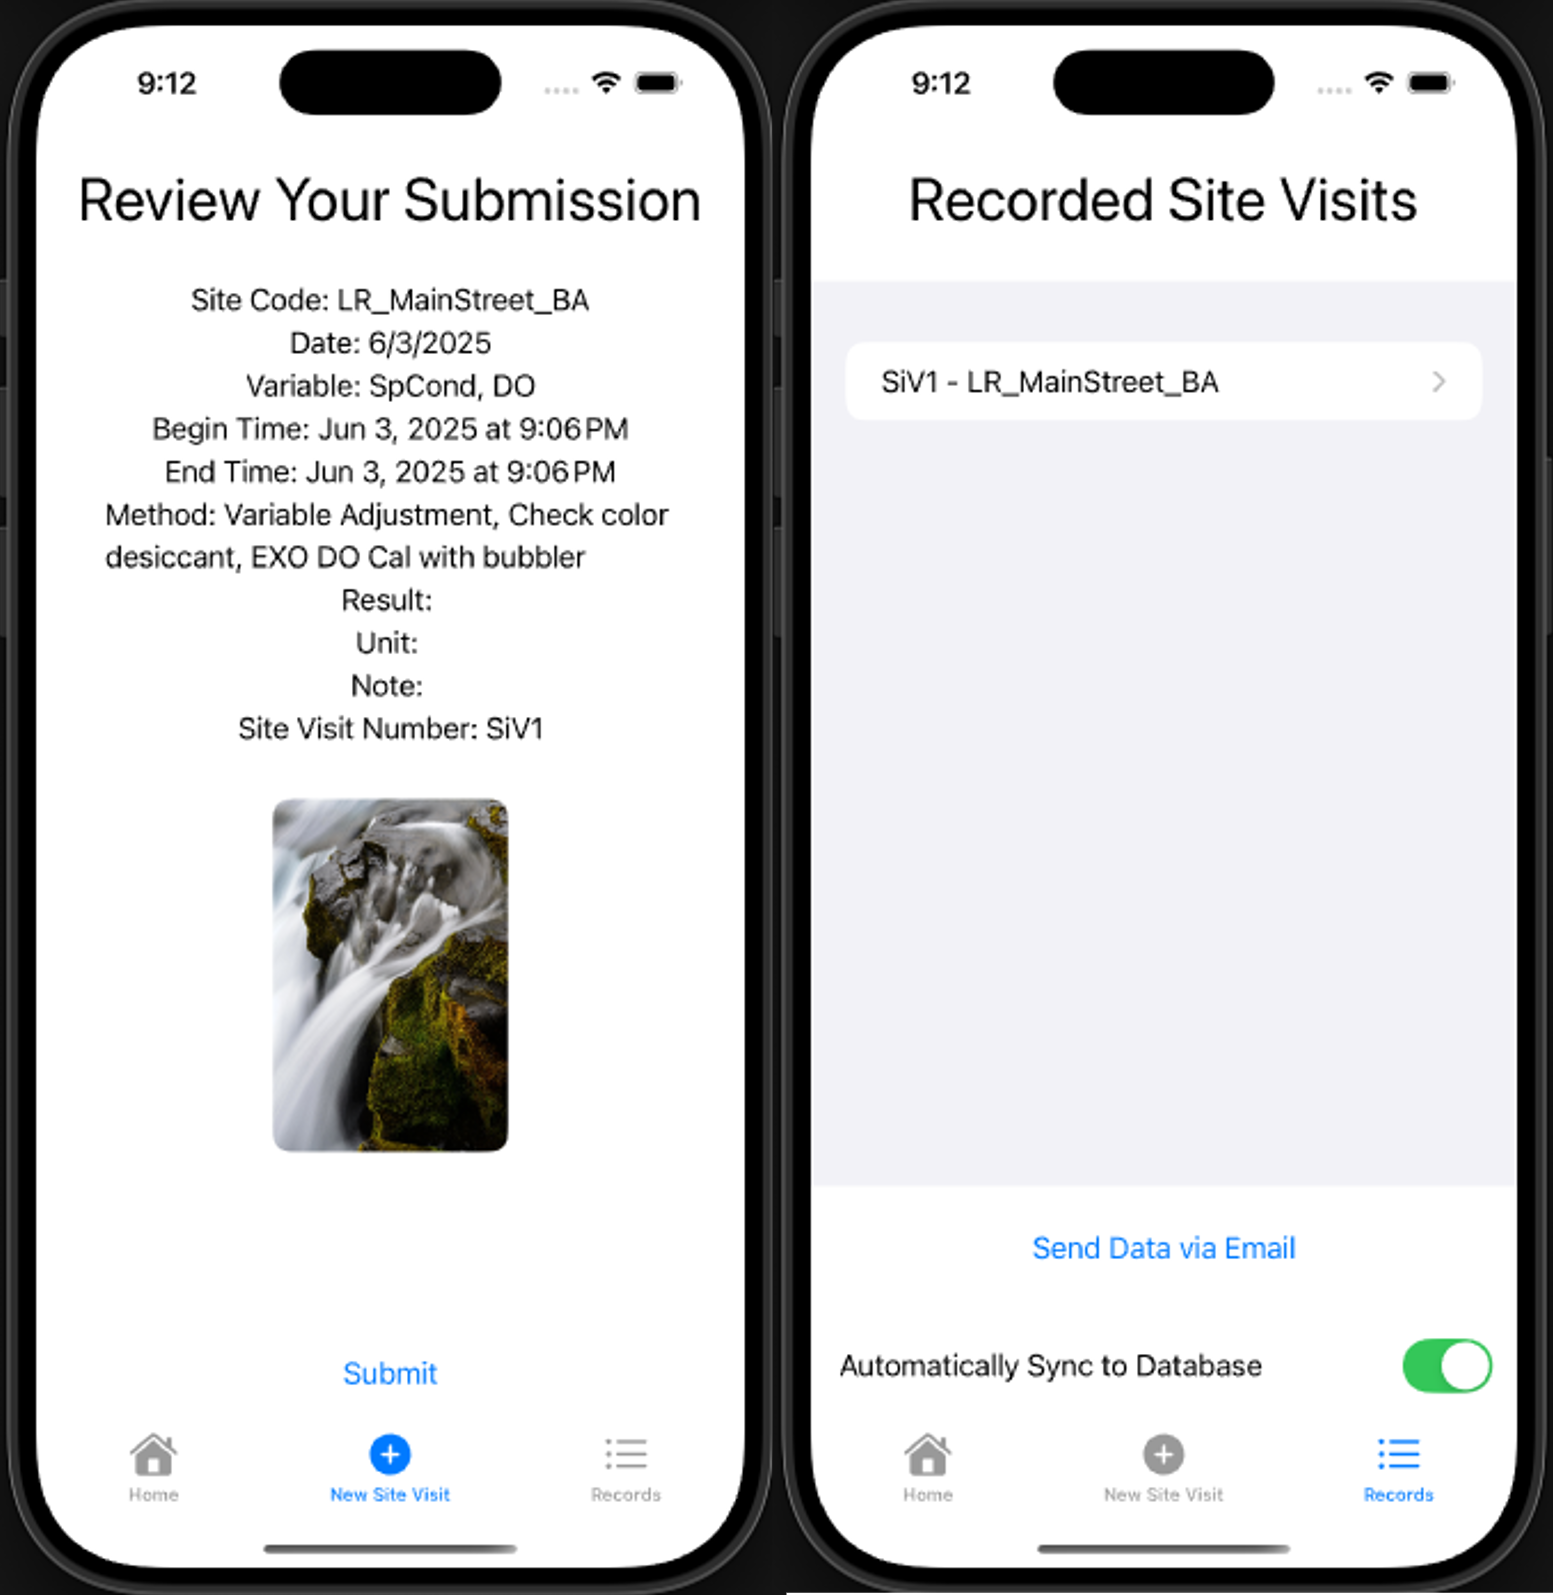 9:12
Review Your Submission
Site Code: LR_MainStreet_BA
Date: 6/3/2025
Variable: SpCond, DO
Begin Time: Jun 3, 2025 at 9:06 PM
End Time: Jun 3, 2025 at 9:06 PM
Method: Variable Adjustment, Check color
desiccant, EXO DO Cal with bubbler
Result:
Unit:
Note:
Site Visit Number: SiV1
Submit
Home
New Site Visit
Records
9:12
Recorded Site Visits
SiV1 - LR_MainStreet_BA
Send Data via Email
Automatically Sync to Database
Home
New Site Visit
Records